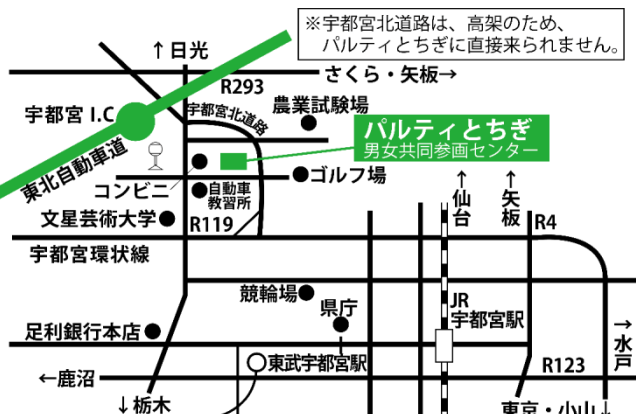 ※宇都宮北道路は、高架のため、
パルティとちぎに直接来られません。
↑日光
さくら・矢板→
R293
宇都宮 I.C
宇都宮北道路
農業試験場
東北自動車道
パルティとちぎ
男女共同参画センター
コンビニ
自動車
教習所
ゴルフ場
文星芸術大学
R119
↑仙台
↑矢板
R4
宇都宮環状線
競輪場
県庁
JR
宇都宮駅
足利銀行本店
東武宇都宮駅
→水戸
R123
←鹿沼
↓栃木
東京・小山↓